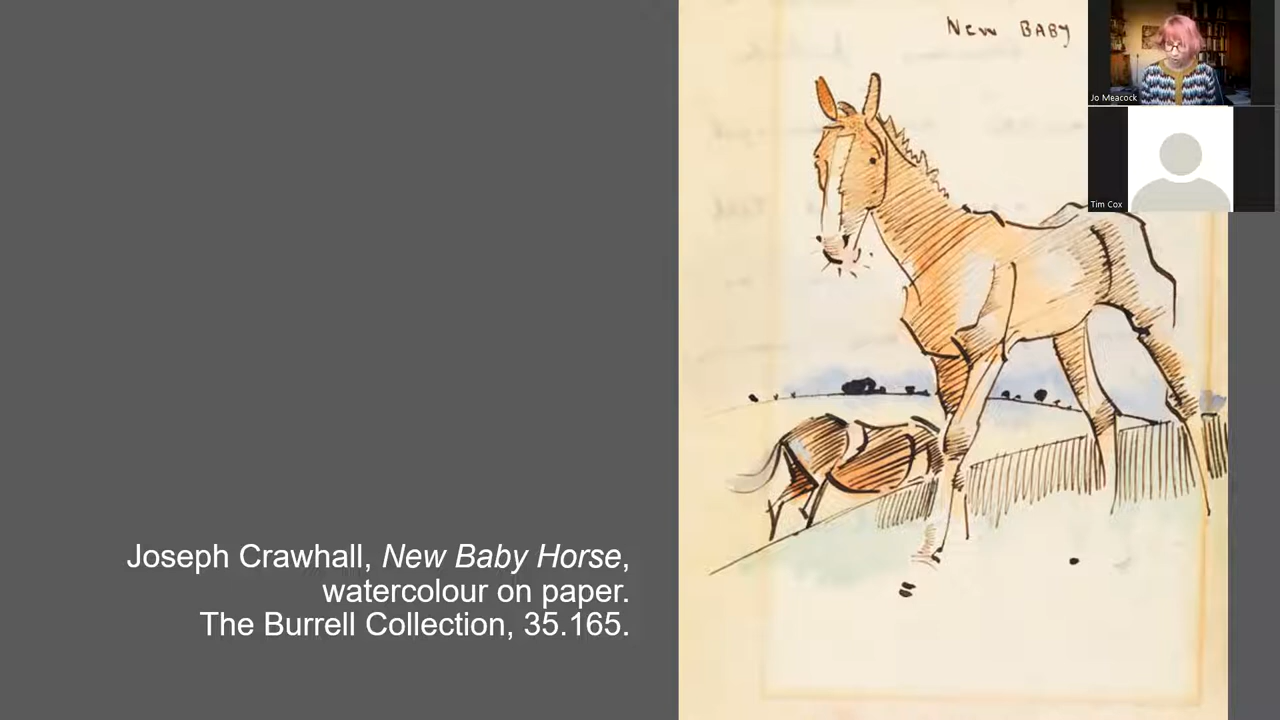 New BABY
Jo Meacock
Tim Cox
Joseph Crawhall, New Baby Horse,
watercolour on paper.
The Burrell Collection, 35.165.